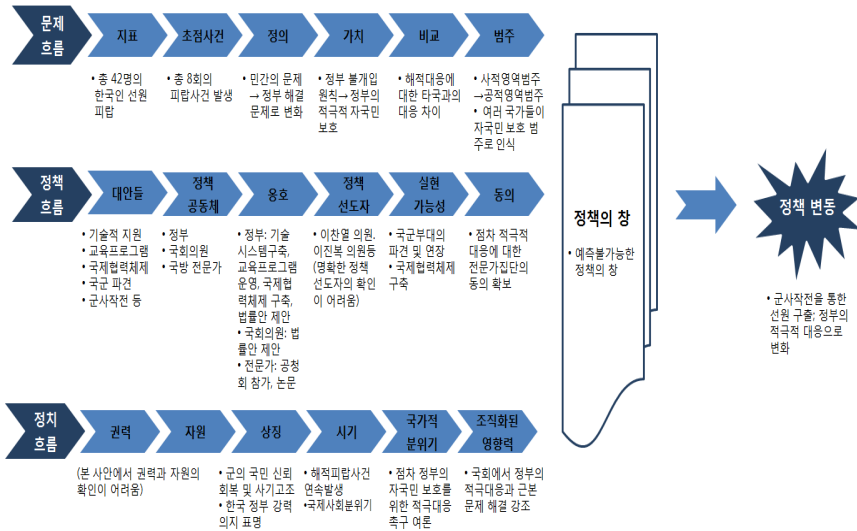 문제
흐름
지표
초점사건
정의
가치
비교
범주
• 총 42명의
한국인 선원
피랍
• 총 8회의
피랍사건 발생
• 민간의 문제
→ 정부 해결
문제로 변화
• 정부 불개입
원칙→ 정부의
적극적 자국민
보호
• 해적대응에
대한 타국과의
대응 차이
• 사적영역범주
→공적영역범주
• 여러 국가들이
자국민 보호 범
주로 인식
정책
흐름
대안들
정책
공동체
옹호
정책
선도자
실현
가능성
동의
• 기술적 지원
• 교육프로그램
• 국제협력체제
• 국군 파견
• 군사작전 등
• 정부
• 국회의원
• 국방 전문가
• 정부: 기술
시스템구축,
교육프로그램
운영, 국제협
력체제 구축,
법률안 제안
• 국회의원: 법
률안 제안
• 전문가: 공청
회 참가, 논문
• 이찬열 의원.
이진복 의원등
(명확한 정책
선도자의 확인
이 어려움)
• 국군부대의
파견 및 연장
• 국제협력체제
구축
• 점차 적극적
대응에 대한
전문가집단의
동의 확보
정치
흐름
권력
자원
상징
시기
국가적
분위기
조직화된
영향력
(본 사안에서 권력과 자원의
확인이 어려움)
• 군의 국민 신뢰
회복 및 사기고조
• 한국 정부 강력
의지 표명
• 해적피랍사건
연속발생
•국제사회분위기
• 점차 정부의
자국민 보호를
위한 적극대응
촉구 여론
• 국회에서 정부의
적극대응과 근본
문제 해결 강조
정책의 창
• 예측불가능한
정책의 창
정책 변동
• 군사작전을 통한
선원 구출; 정부의
적극적 대응으로
변화